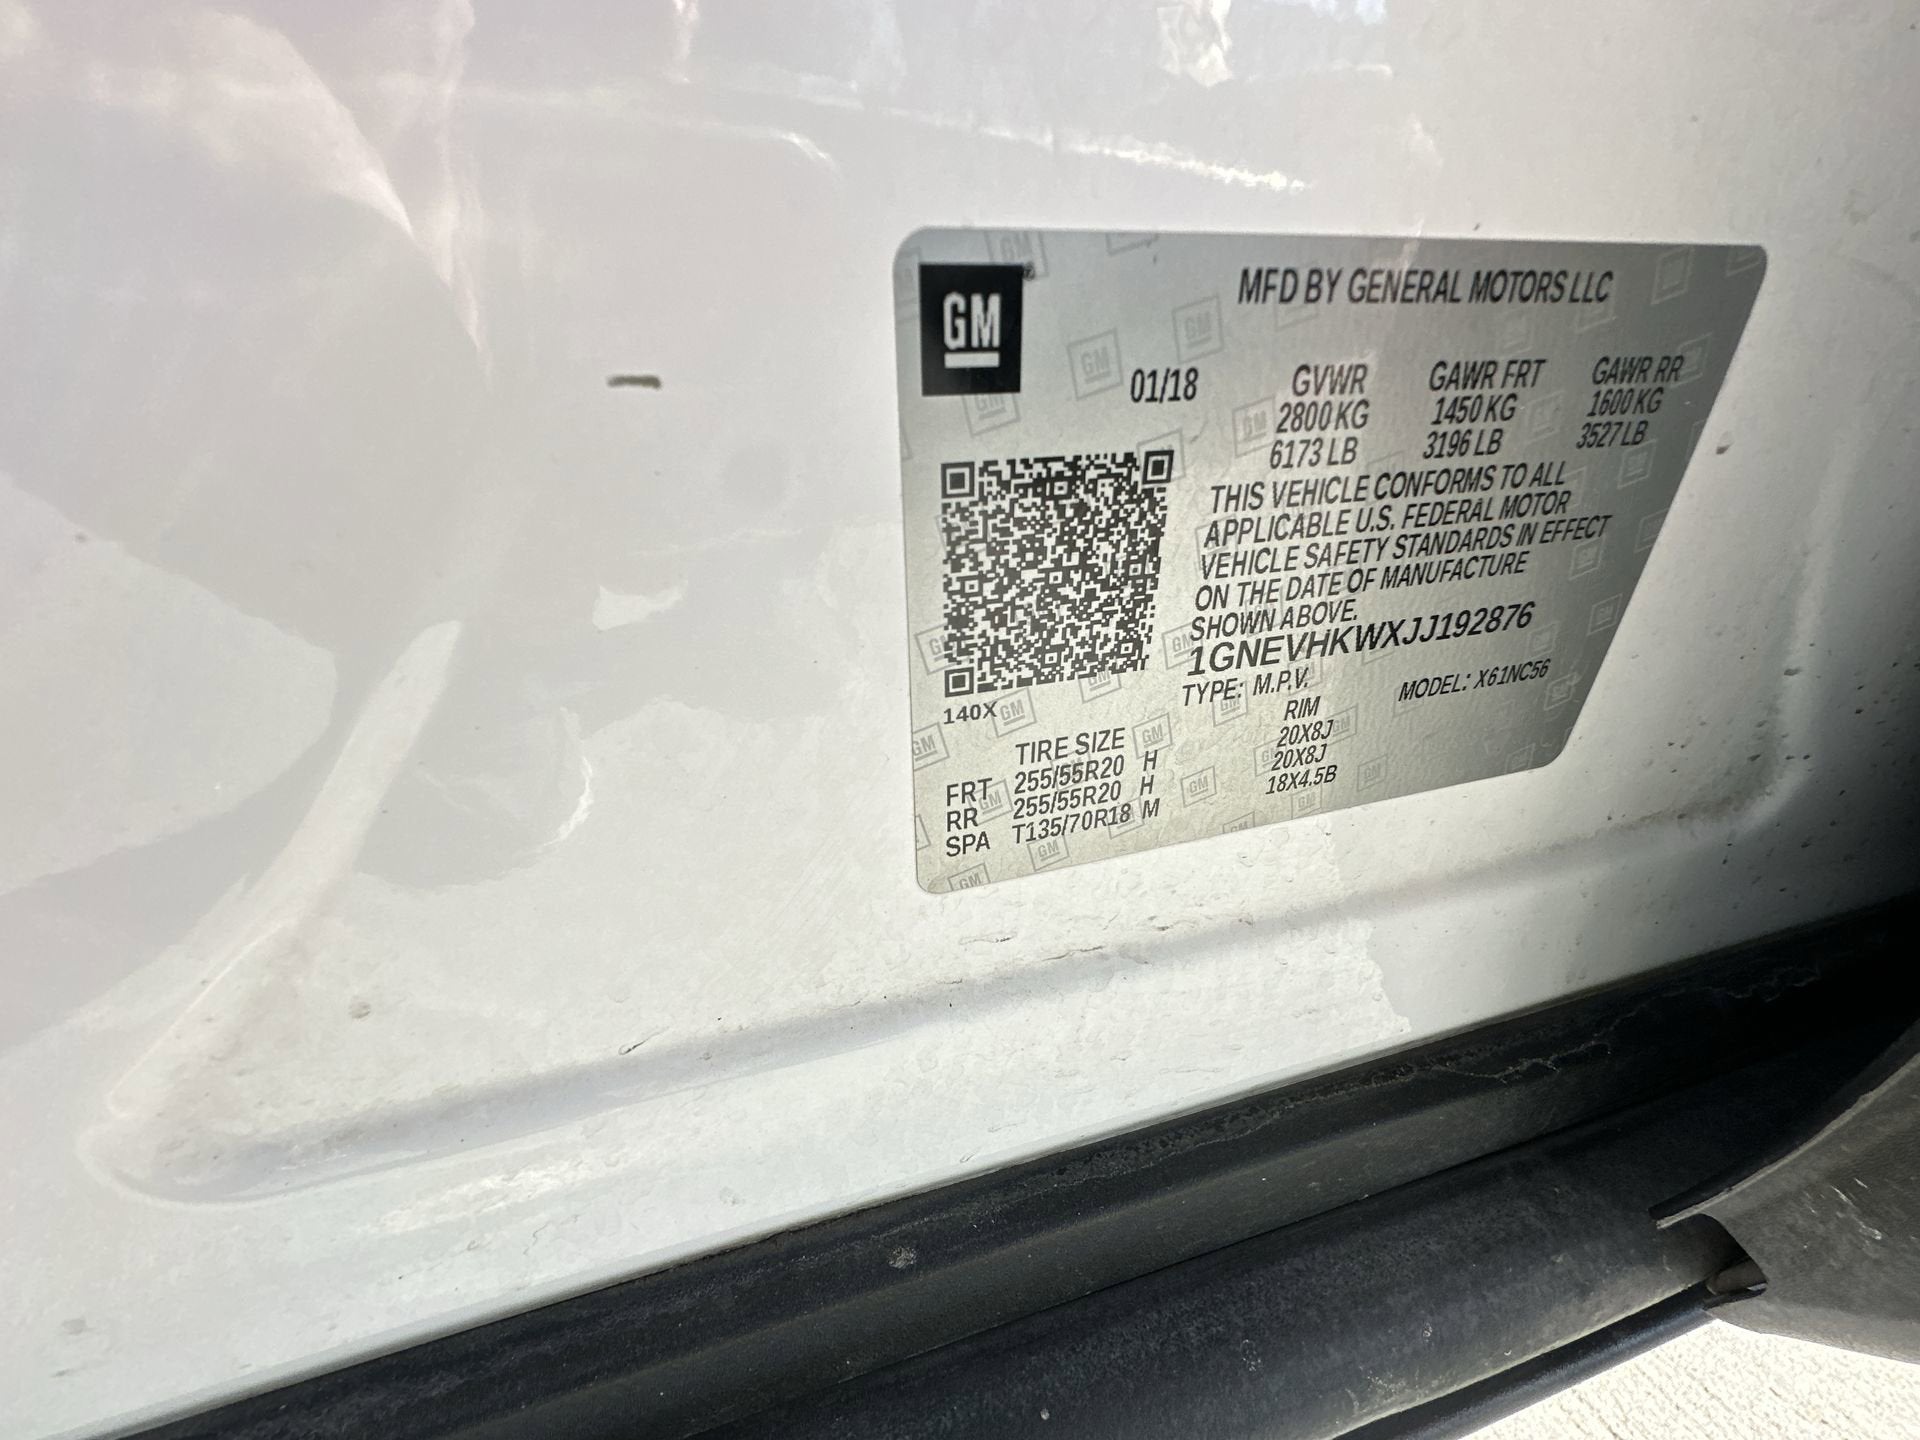 GM
MFD BY GENERAL MOTORS LLC
01/18
GVWR GAWR FRT GAWR RR
2800 KG 1450 KG 1600 KG
6173 LB 3196 LB 3527 LB
THIS VEHICLE CONFORMS TO ALL
APPLICABLE U.S. FEDERAL MOTOR
VEHICLE SAFETY STANDARDS IN EFFECT
ON THE DATE OF MANUFACTURE
SHOWN ABOVE.
1GNEVHKWXJJ192876
TYPE: M.P.V. MODEL: X61NC56
140X
TIRE SIZE RIM
FRT 255/55R20 H 20X8J
RR 255/55R20 H 20X8J
SPA T135/70R18 M 18X4.5B